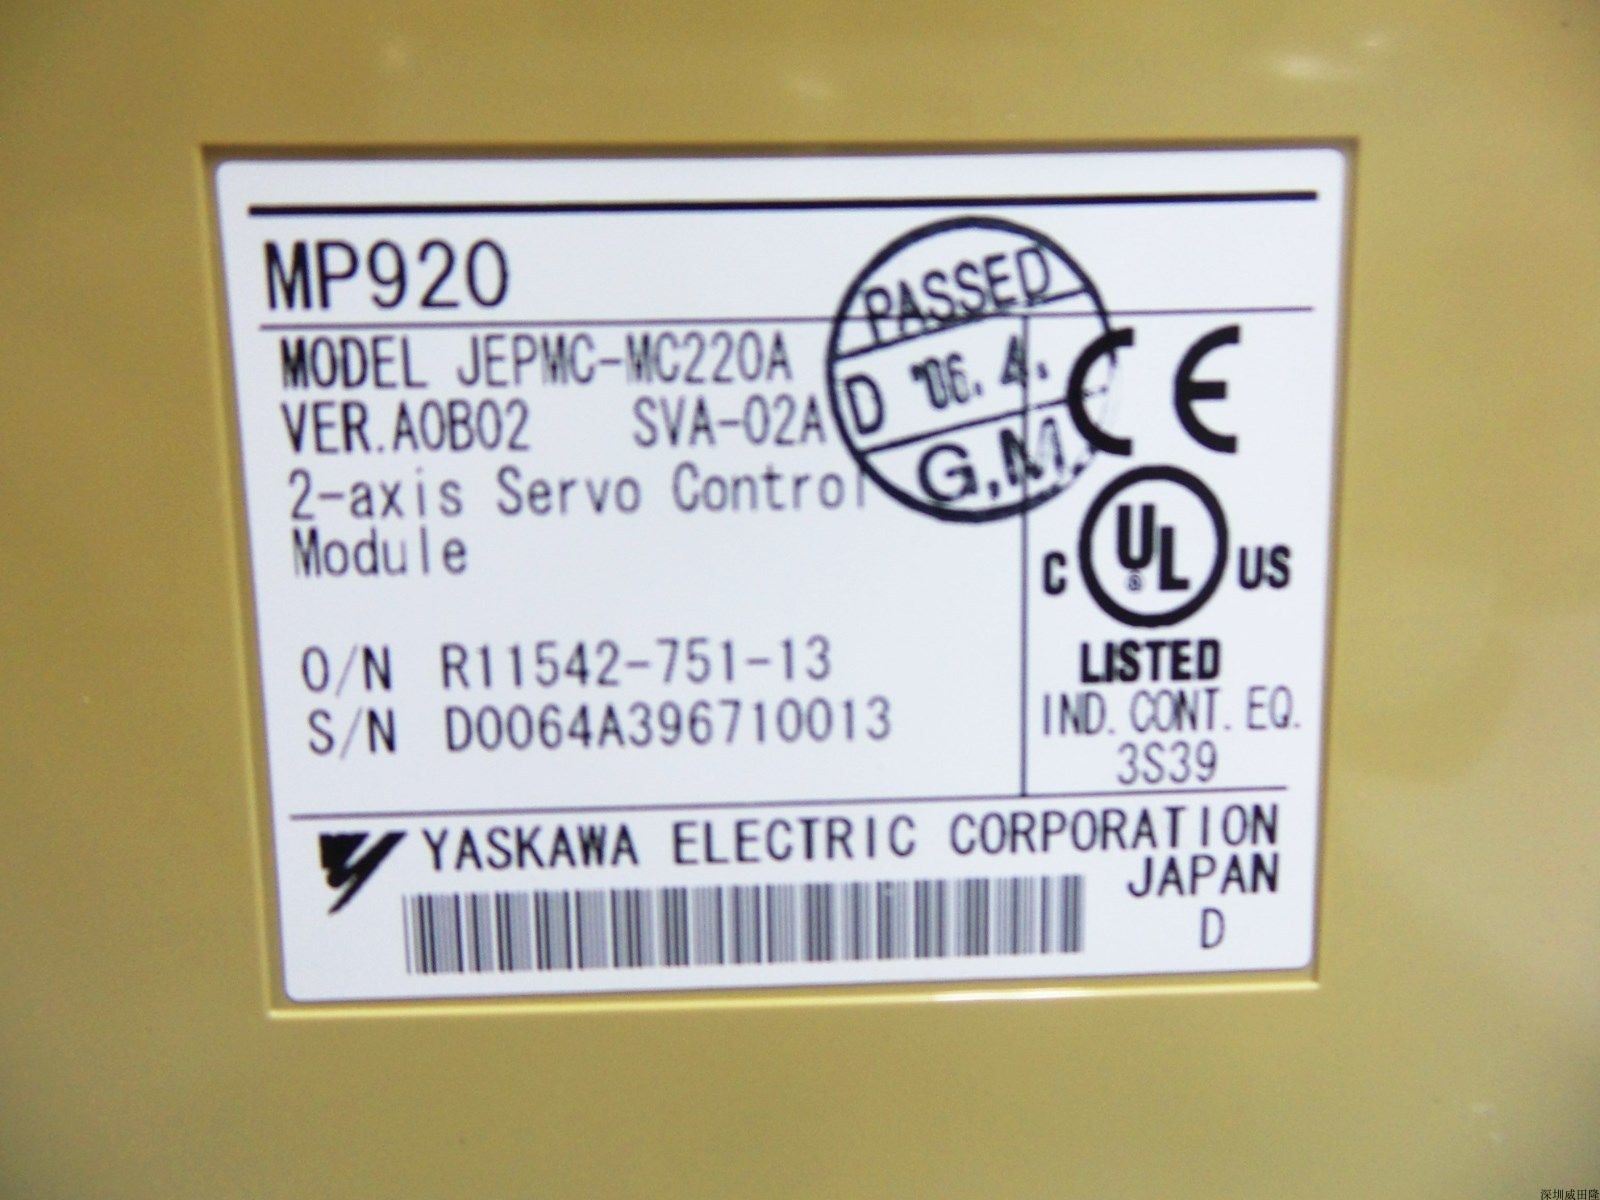 MP920
PASSED
D '06.4.
G.M.
MODEL JEPMC-MC220A
VER.A0B02 SVA-02A
2-axis Servo Control
Module
O/N R11542-751-13
S/N D0064A396710013
CE
C UL US
®
LISTED
IND. CONT. EQ.
3S39
YASKAWA ELECTRIC CORPORATION
JAPAN
D
深圳威田隆